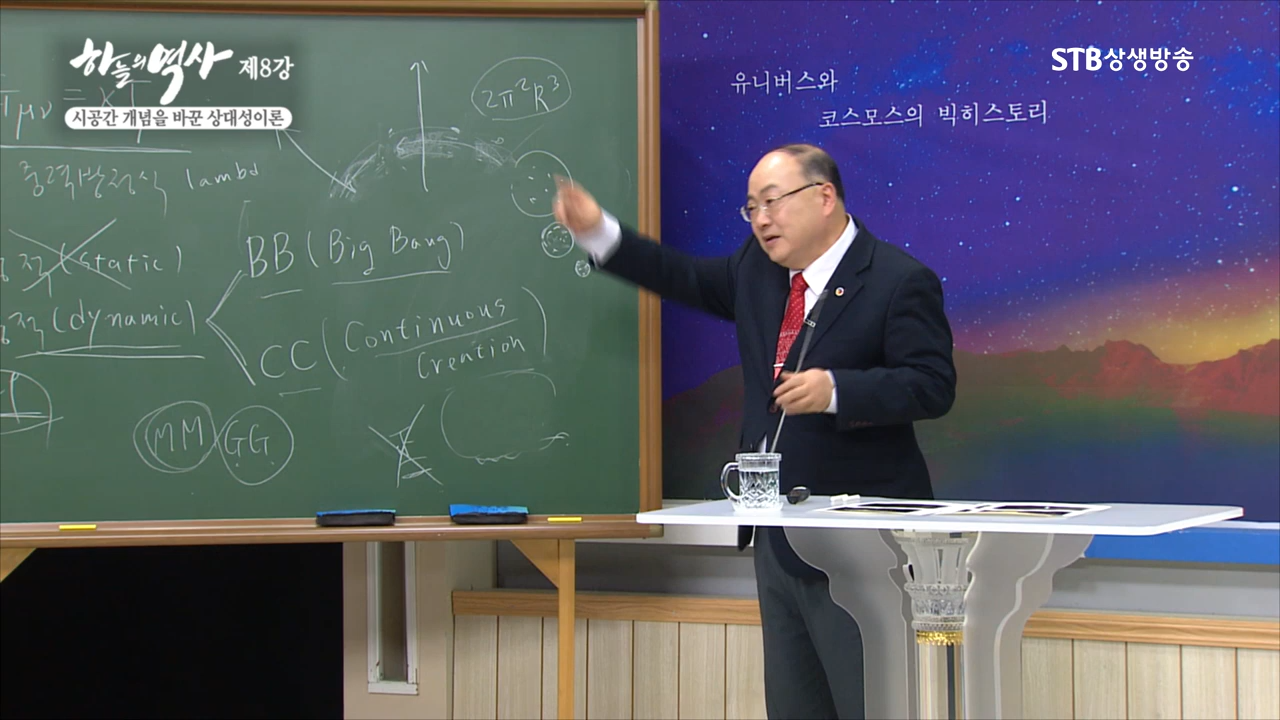 하늘의 역사 제8강
시공간 개념을 바꾼 상대성이론
STB상생방송
유니버스와
코스모스의 빅히스토리
2π²R³
중력방정식 lambd
(static)
BB (Big Bang)
(dynamic)
CC (Continuous
Creation)
MM GG